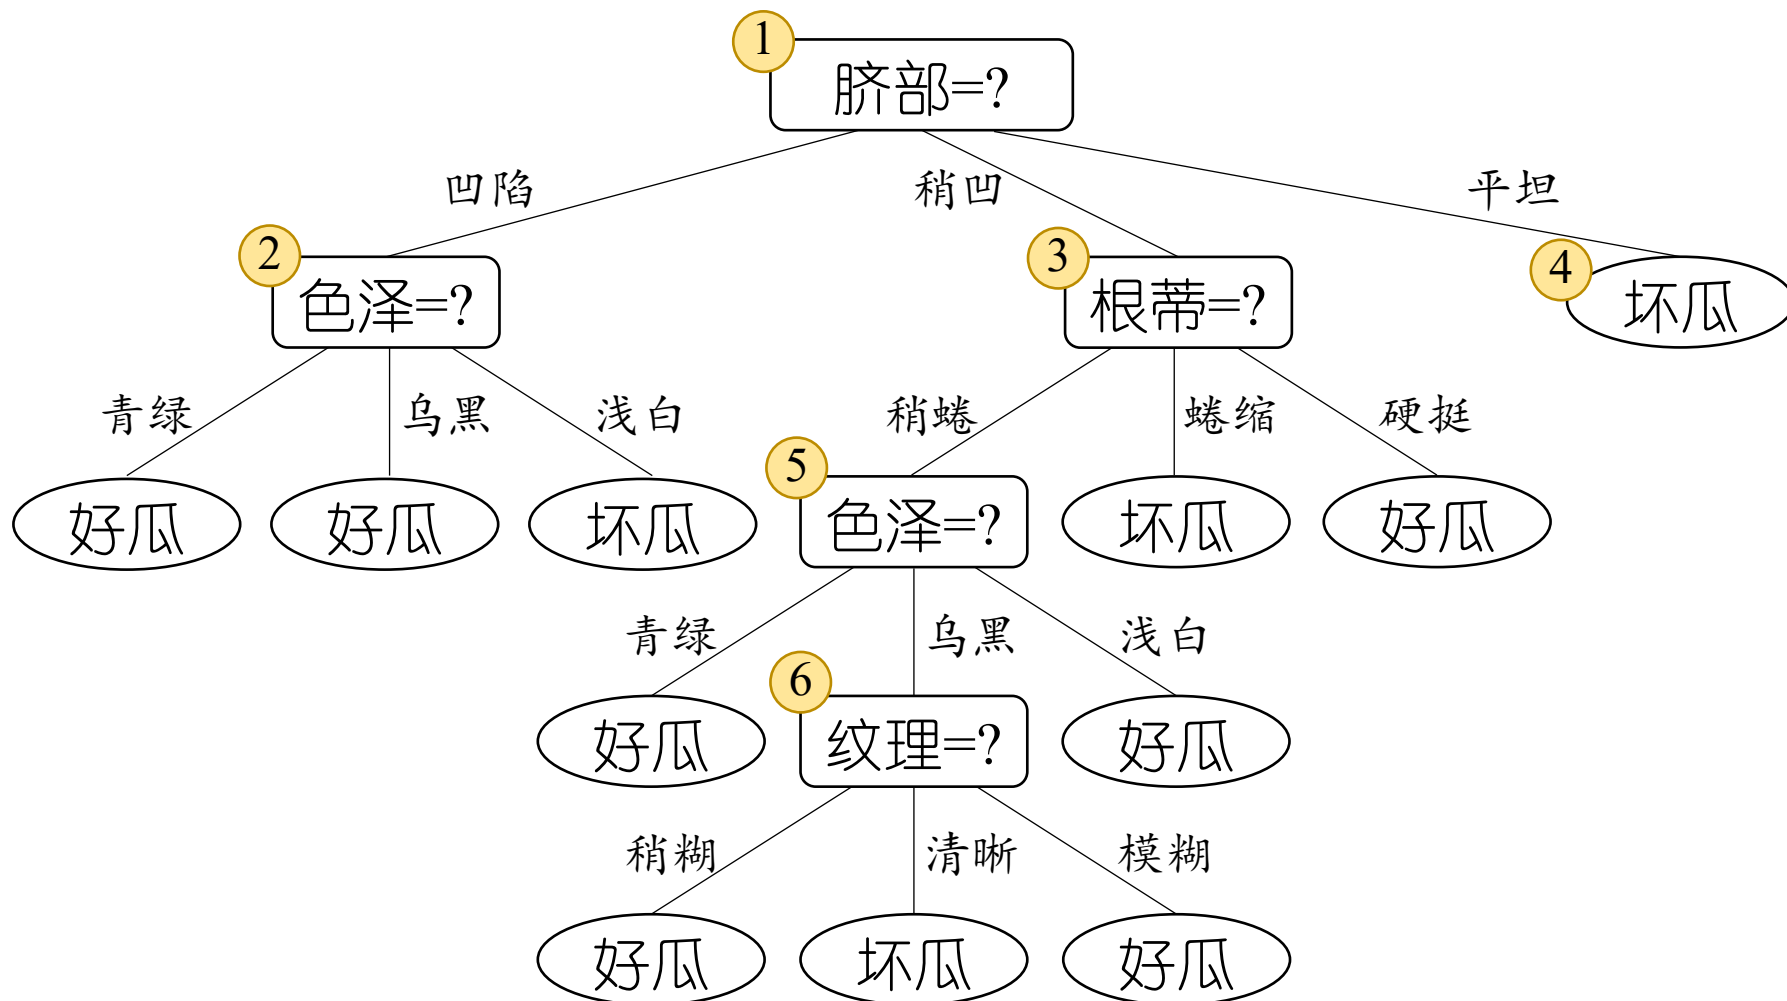 1
脐部=?
凹陷
稍凹
平坦
2
色泽=?
3
根蒂=?
4
坏瓜
青绿
乌黑
浅白
稍蜷
蜷缩
硬挺
好瓜
好瓜
坏瓜
5
色泽=?
坏瓜
好瓜
青绿
乌黑
浅白
好瓜
6
纹理=?
好瓜
稍糊
清晰
模糊
好瓜
坏瓜
好瓜